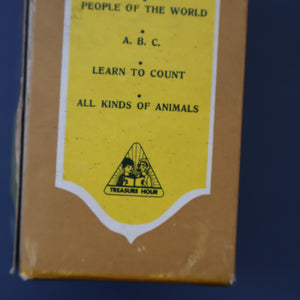 PEOPLE OF THE WORLD
A. B. C.
LEARN TO COUNT
ALL KINDS OF ANIMALS
TREASURE HOUR